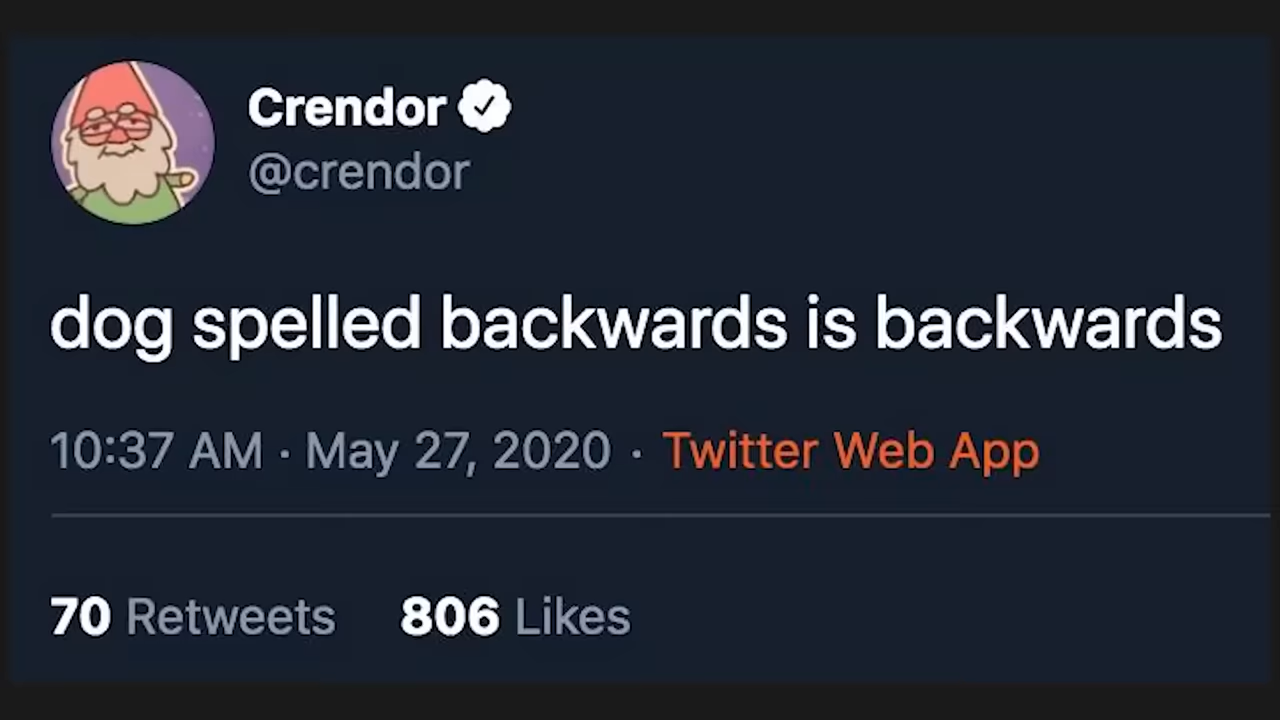 Crendor
@crendor
dog spelled backwards is backwards
10:37 AM · May 27, 2020 · Twitter Web App
70 Retweets 806 Likes